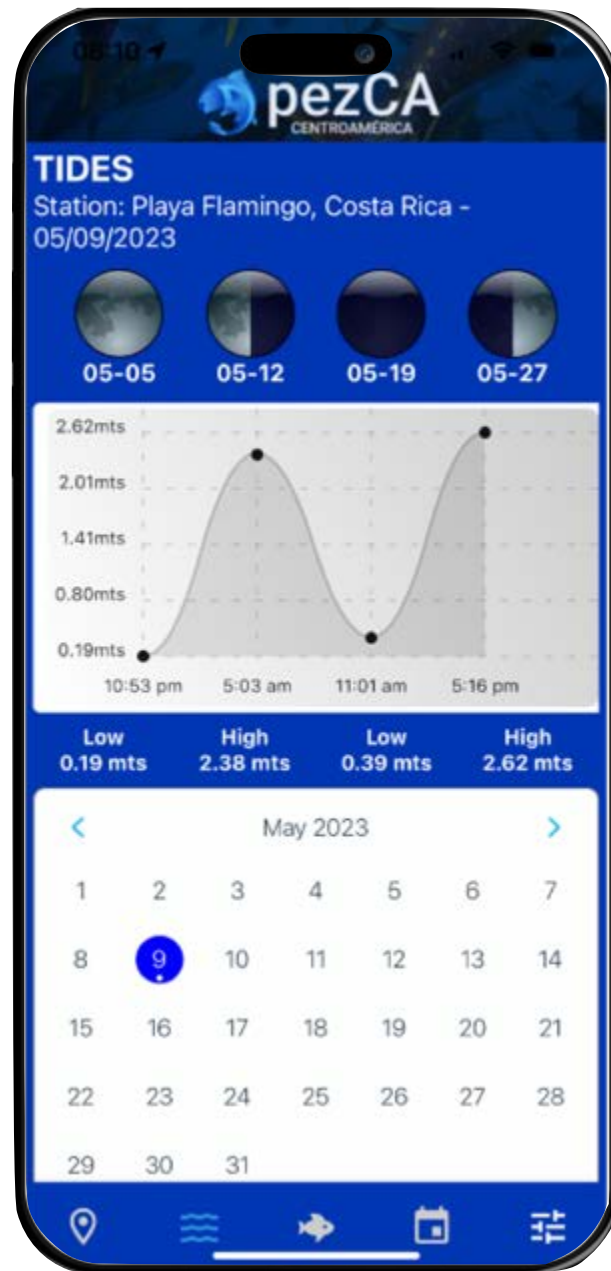 08:10
pezCA
CENTROAMÉRICA
TIDES
Station: Playa Flamingo, Costa Rica -
05/09/2023
05-05 05-12 05-19 05-27
2.62mts
2.01mts
1.41mts
0.80mts
0.19mts
10:53 pm 5:03 am 11:01 am 5:16 pm
Low High Low High
0.19 mts 2.38 mts 0.39 mts 2.62 mts
May 2023
1 2 3 4 5 6 7
8 9 10 11 12 13 14
15 16 17 18 19 20 21
22 23 24 25 26 27 28
29 30 31